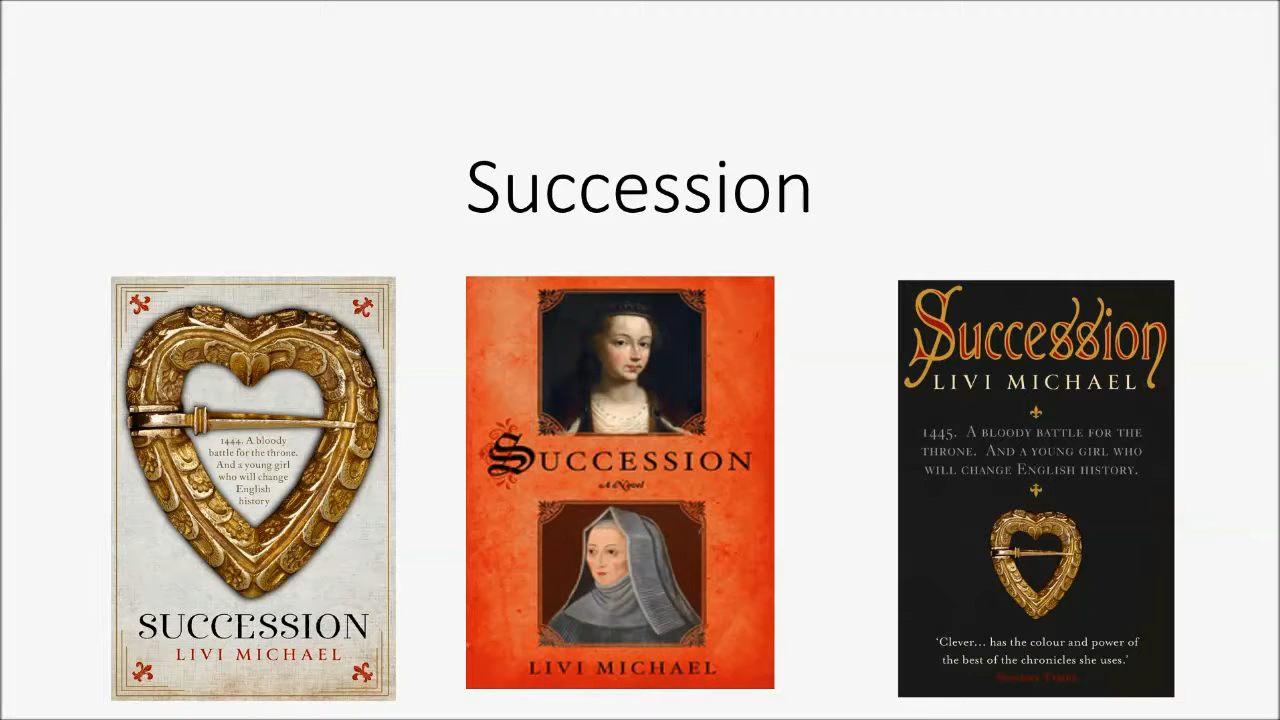 Succession
1444. A bloody
battle for the throne.
And a young girl
who will change
English
history
SUCCESSION
LIVI MICHAEL
SUCCESSION
A Novel
LIVI MICHAEL
Succession
LIVI MICHAEL
1445. A BLOODY BATTLE FOR THE
THRONE. AND A YOUNG GIRL WHO
WILL CHANGE ENGLISH HISTORY.
‘Clever... has the colour and power of
the best of the chronicles she uses.’